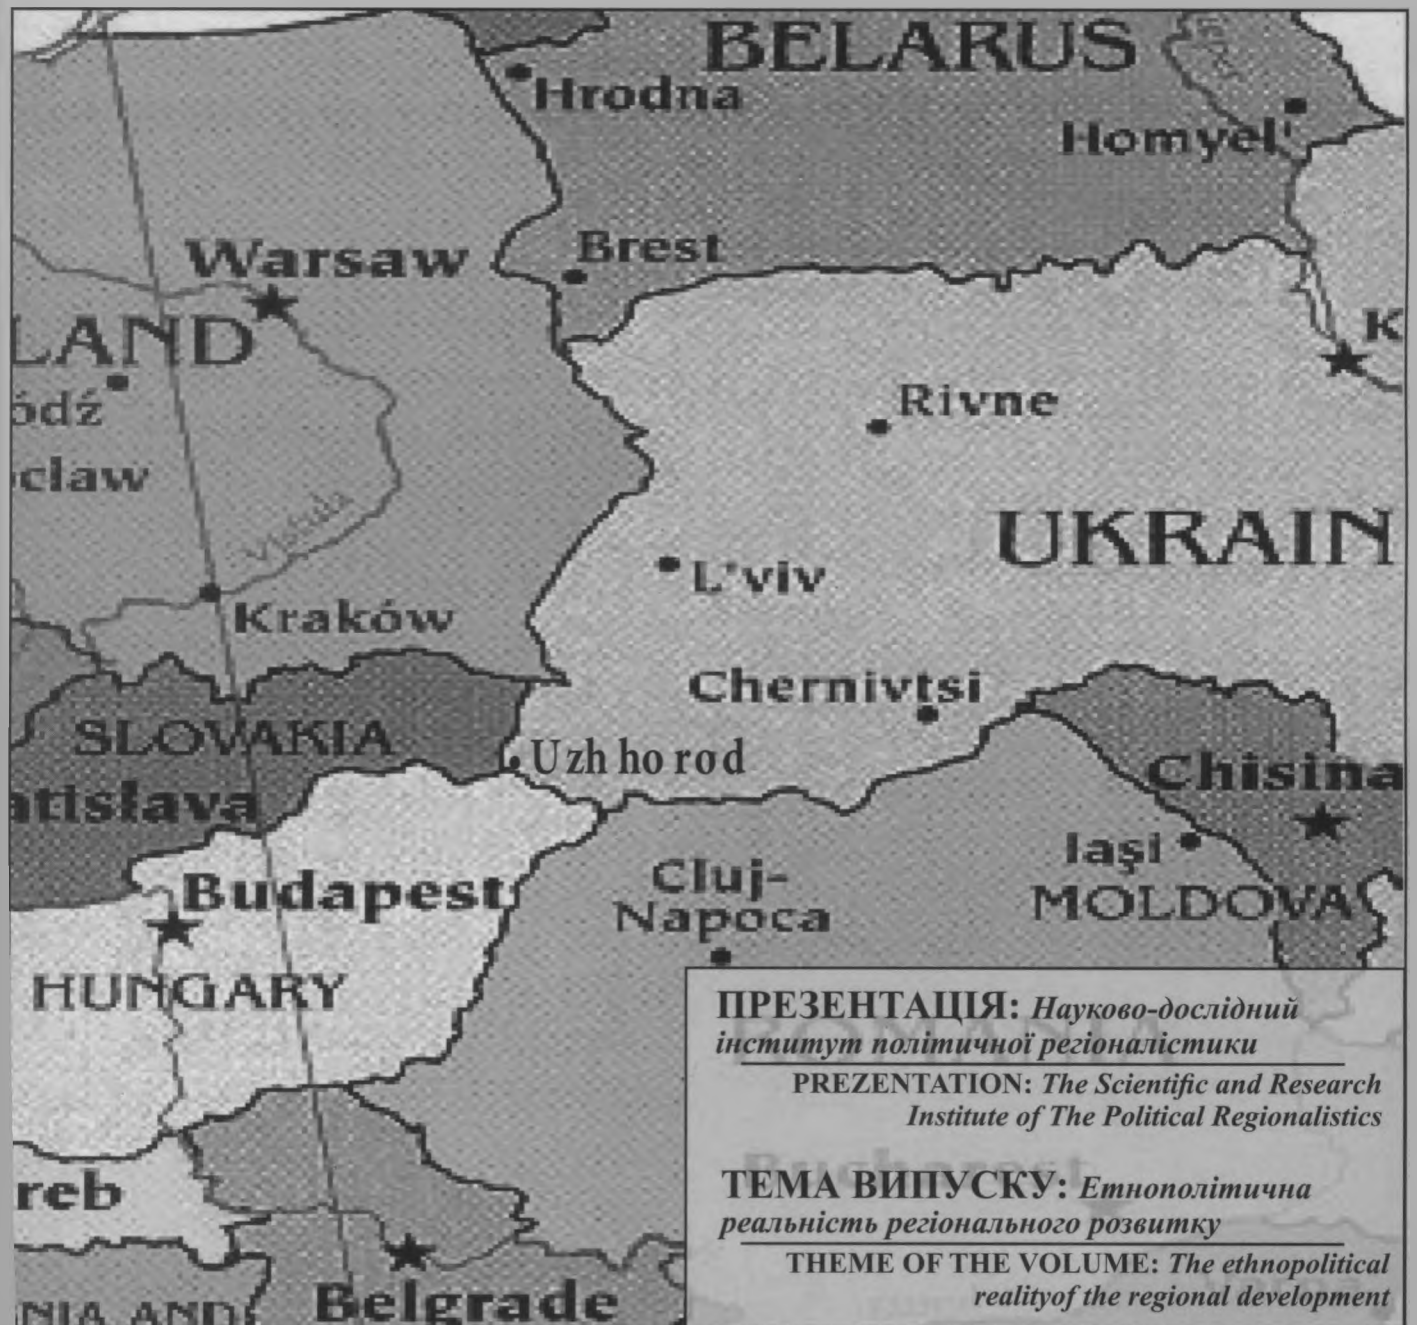 BELARUS
Hrodna
Homyel'
Warsaw
Brest
LAND
K
ódź
Rivne
claw
Vistula
UKRAIN
L'viv
Kraków
Chernivtsi
SLOVAKIA
Uzh ho rod
Chisina
atislava
Iaşi
Cluj-
Napoca
Budapest
MOLDOVA
HUNGARY
ПРЕЗЕНТАЦІЯ: Науково-дослідний
інститут політичної регіоналістики
PREZENTATION: The Scientific and Research
Institute of The Political Regionalistics
Bucharest
reb
ТЕМА ВИПУСКУ: Етнополітична
реальність регіонального розвитку
THEME OF THE VOLUME: The ethnopolitical
realityof the regional development
NIA AND
Belgrade